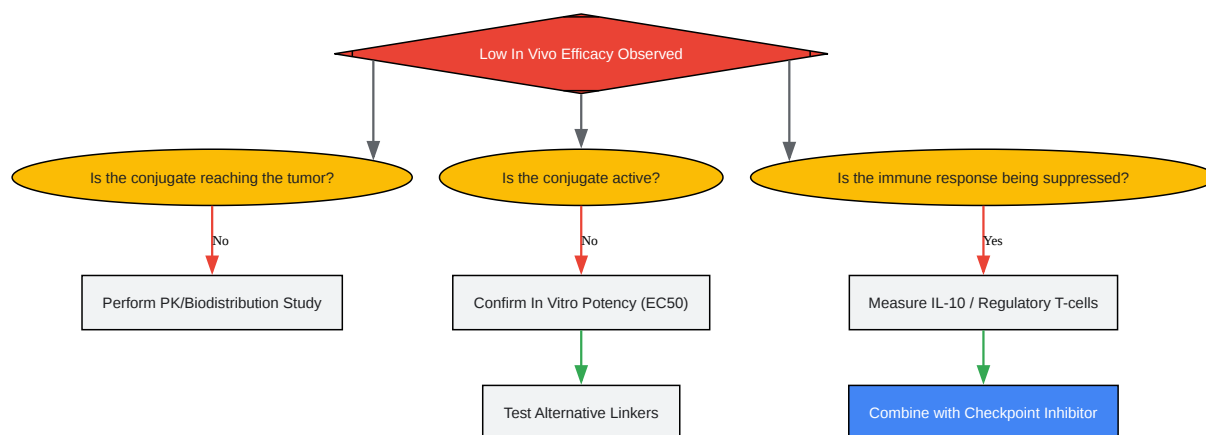 Low In Vivo Efficacy Observed
Is the conjugate reaching the tumor?
Is the conjugate active?
Is the immune response being suppressed?
No
No
Yes
Perform PK/Biodistribution Study
Confirm In Vitro Potency (EC50)
Measure IL-10 / Regulatory T-cells
Test Alternative Linkers
Combine with Checkpoint Inhibitor